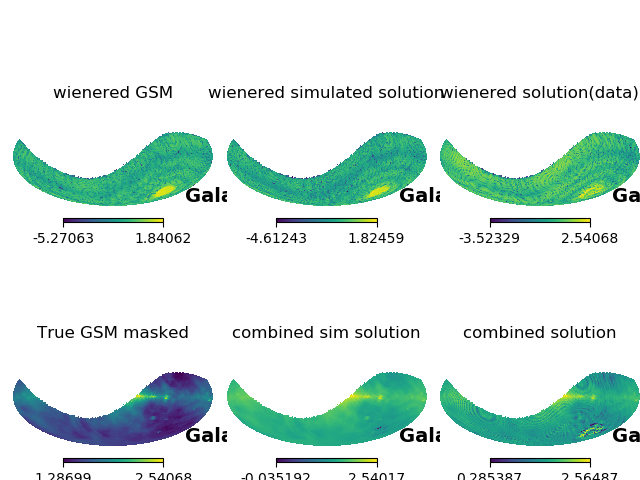 wienered GSM
wienered simulated solution
wienered solution(data)
Gala
Gala
Ga
-5.27063 1.84062
-4.61243 1.82459
-3.52329 2.54068
True GSM masked
combined sim solution
combined solution
Gala
Gala
Ga
1.28699 2.54068
-0.035192 2.54017
0.285387 2.56487